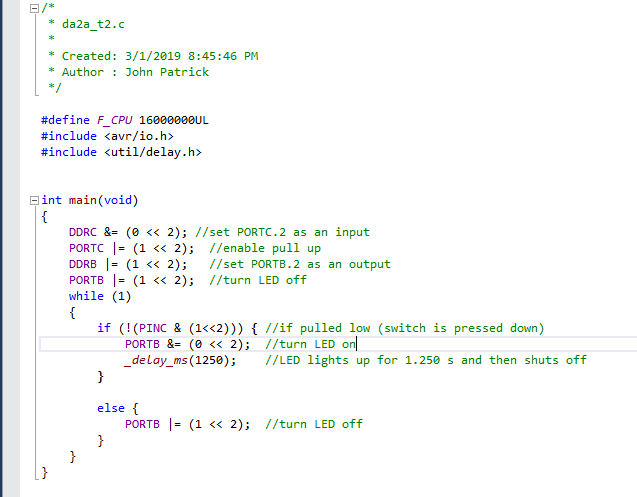 /*
 * da2a_t2.c
 *
 * Created: 3/1/2019 8:45:46 PM
 * Author : John Patrick
 */
#define F_CPU 16000000UL
#include <avr/io.h>
#include <util/delay.h>
int main(void)
{
    DDRC &= (0 << 2); //set PORTC.2 as an input
    PORTC |= (1 << 2);  //enable pull up
    DDRB |= (1 << 2);   //set PORTB.2 as an output
    PORTB |= (1 << 2);  //turn LED off
    while (1)
    {
        if (!(PINC & (1<<2))) { //if pulled low (switch is pressed down)
            PORTB &= (0 << 2);  //turn LED on
            _delay_ms(1250);    //LED lights up for 1.250 s and then shuts off
        }
        else {
            PORTB |= (1 << 2);  //turn LED off
        }
    }
}